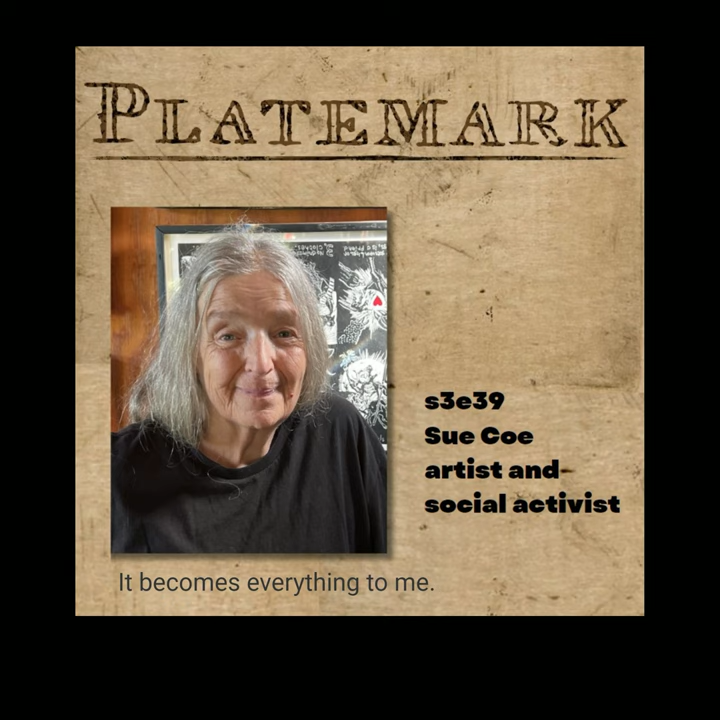 PLATEMARK
s3e39
Sue Coe
artist and
social activist
It becomes everything to me.